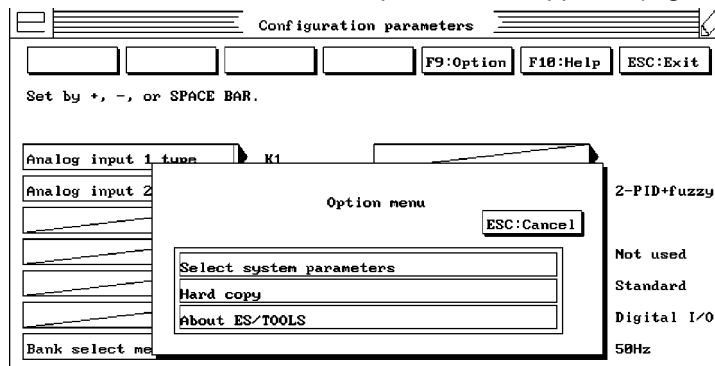 Configuration parameters
F9:Option F10:Help ESC:Exit
Set by +, -, or SPACE BAR.
Analog input 1 type K1
Analog input 2 2-PID+fuzzy
Option menu
ESC:Cancel
Not used
Select system parameters
Standard
Hard copy
About ES/TOOLS Digital I/O
Bank select me 50Hz